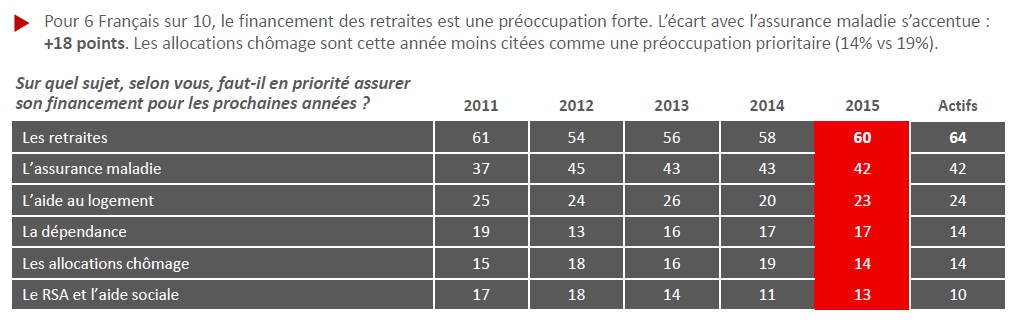 Pour 6 Français sur 10, le financement des retraites est une préoccupation forte. L’écart avec l’assurance maladie s’accentue :
+18 points. Les allocations chômage sont cette année moins citées comme une préoccupation prioritaire (14% vs 19%).
Sur quel sujet, selon vous, faut-il en priorité assurer
son financement pour les prochaines années ? 2011 2012 2013 2014 2015 Actifs
Les retraites 61 54 56 58 60 64
L’assurance maladie 37 45 43 43 42 42
L’aide au logement 25 24 26 20 23 24
La dépendance 19 13 16 17 17 14
Les allocations chômage 15 18 16 19 14 14
Le RSA et l’aide sociale 17 18 14 11 13 10